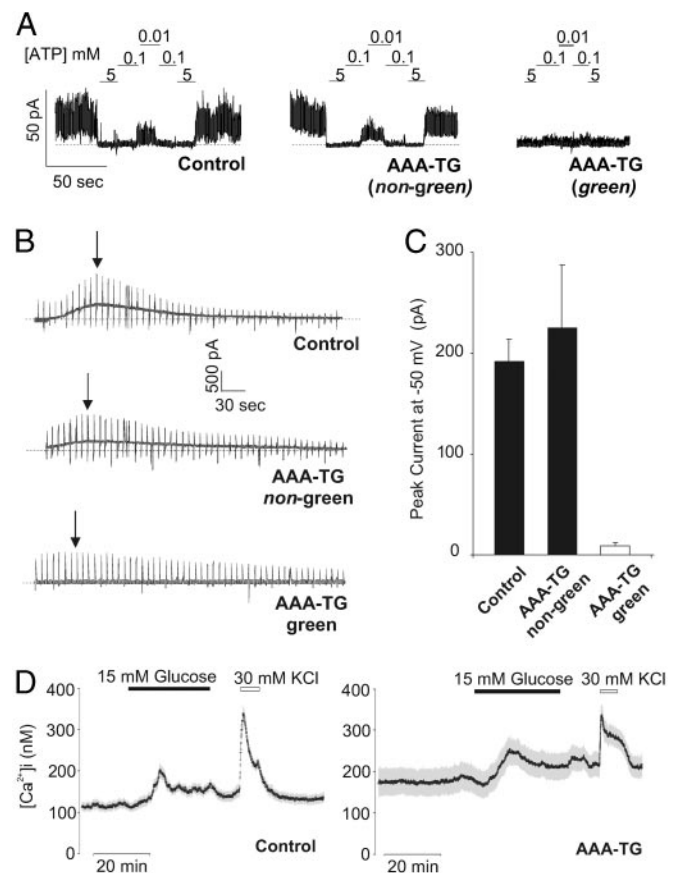 A
0.01 0.01 0.01
[ATP] mM 0.1 0.1 0.1 0.1 0.1 0.1
5 5 5 5 5 5
50 pA
50 sec
Control
AAA-TG
(non-green)
AAA-TG
(green)
B
Control
500 pA
30 sec
AAA-TG
non-green
AAA-TG
green
C
Peak Current at -50 mV (pA)
300
200
100
0
Control
AAA-TG
non-green
AAA-TG
green
D
15 mM Glucose 30 mM KCl
[Ca²⁺]i (nM)
400
300
200
100
0
20 min
Control
15 mM Glucose 30 mM KCl
400
300
200
100
0
20 min
AAA-TG